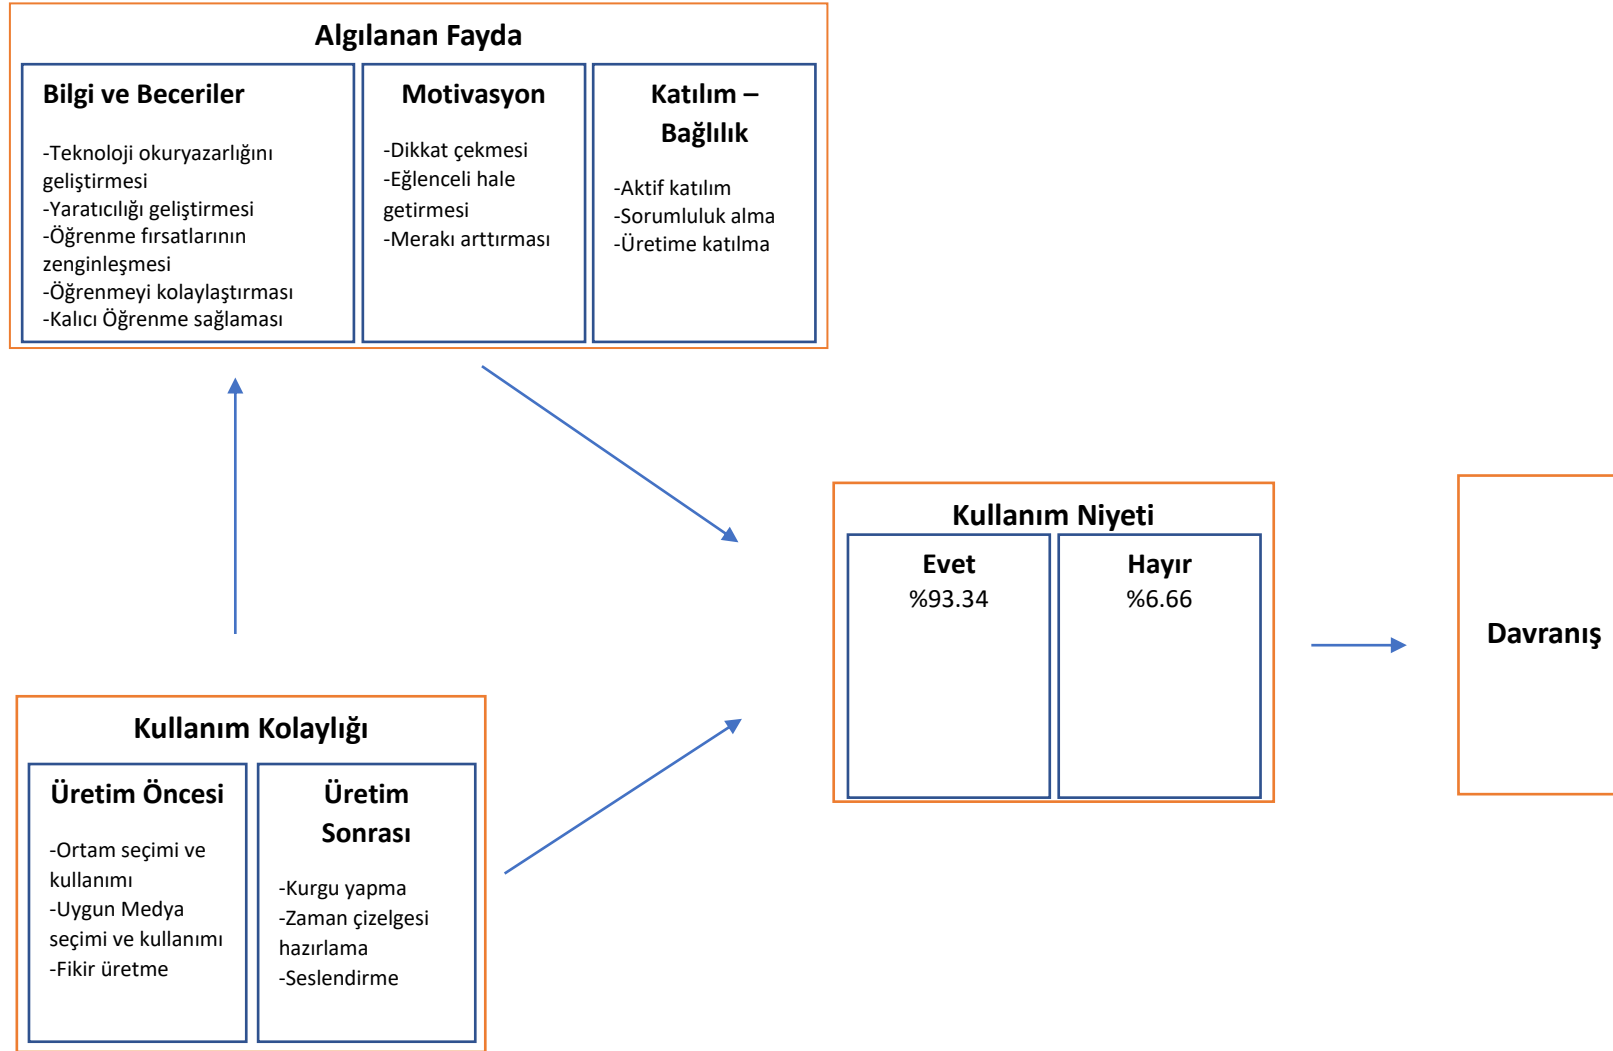 Algılanan Fayda
Bilgi ve Beceriler
-Teknoloji okuryazarlığını
geliştirmesi
-Yaratıcılığı geliştirmesi
-Öğrenme fırsatlarının
zenginleşmesi
-Öğrenmeyi kolaylaştırması
-Kalıcı Öğrenme sağlaması
Motivasyon
-Dikkat çekmesi
-Eğlenceli hale
getirmesi
-Merakı arttırması
Katılım –
Bağlılık
-Aktif katılım
-Sorumluluk alma
-Üretime katılma
Kullanım Niyeti
Evet
%93.34
Hayır
%6.66
Davranış
Kullanım Kolaylığı
Üretim Öncesi
-Ortam seçimi ve
kullanımı
-Uygun Medya
seçimi ve kullanımı
-Fikir üretme
Üretim
Sonrası
-Kurgu yapma
-Zaman çizelgesi
hazırlama
-Seslendirme